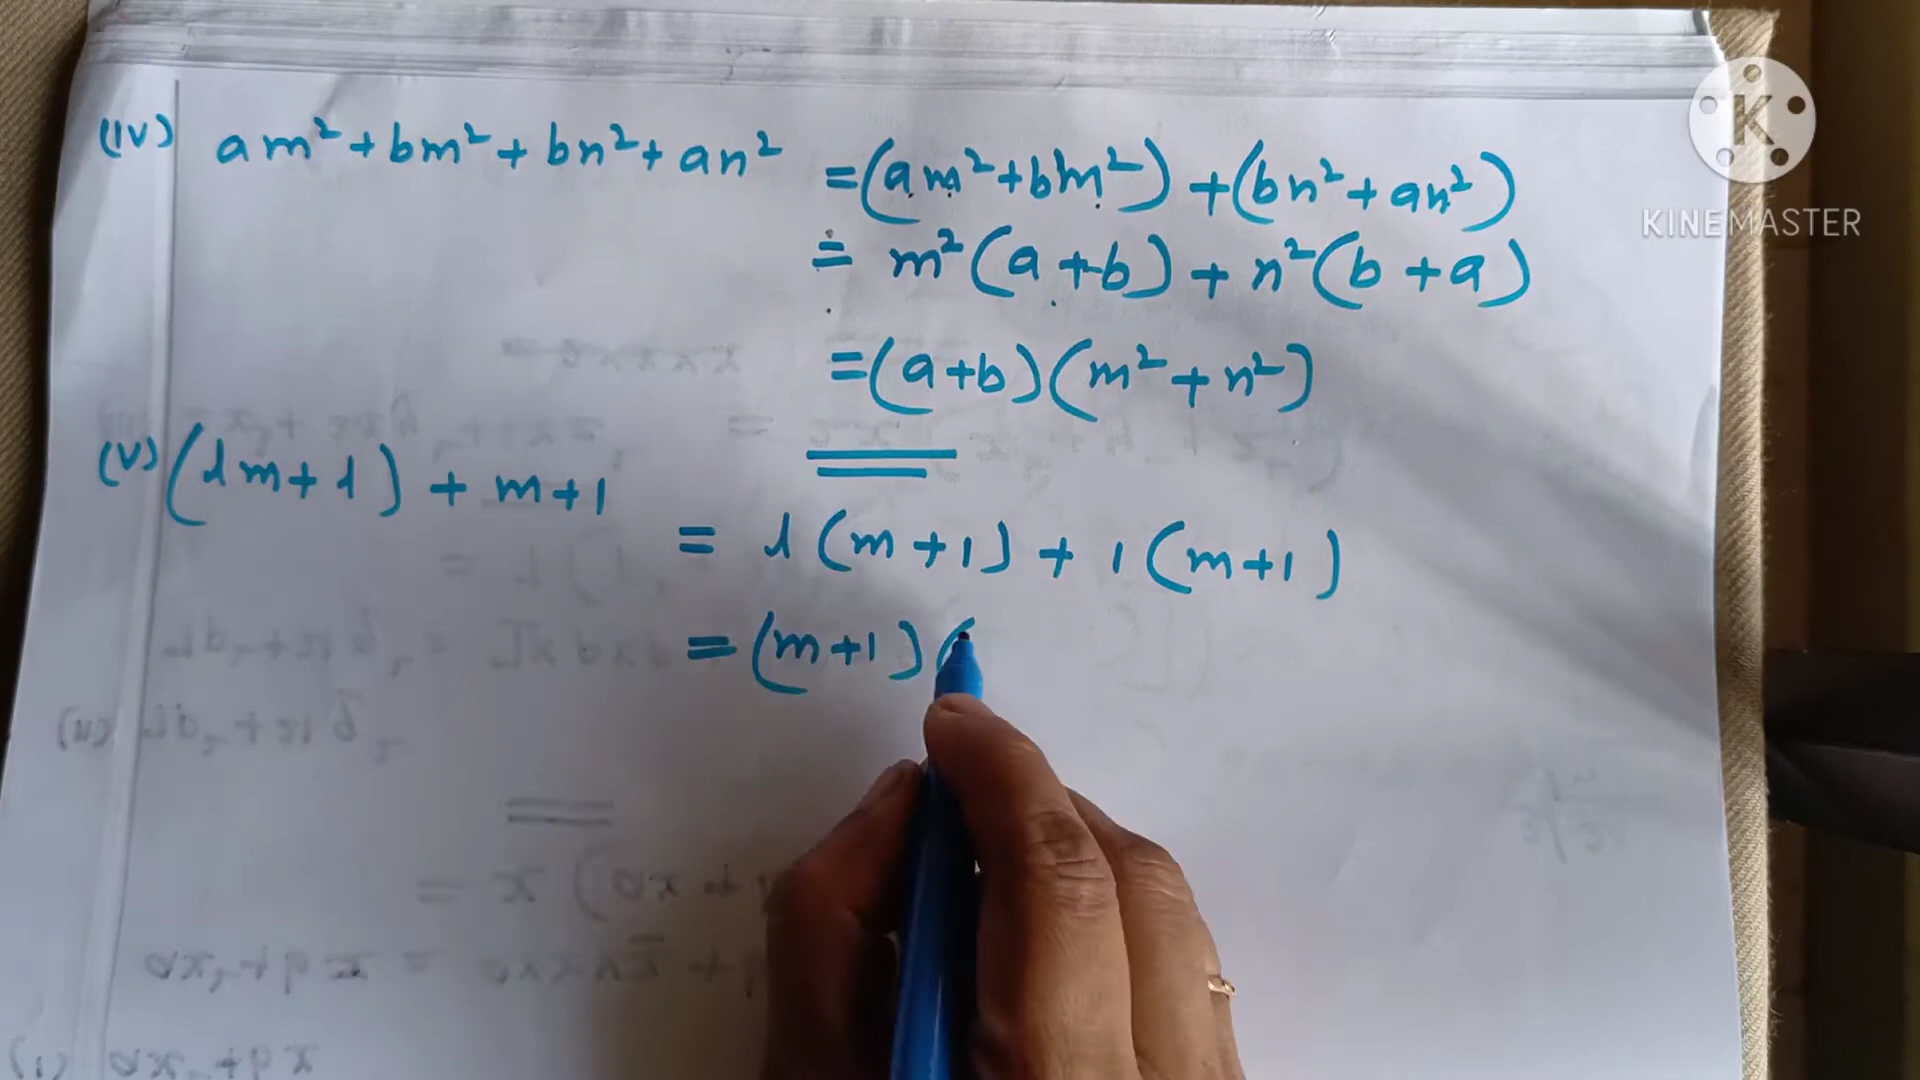 (iv) am² + bm² + bn² + an² = (am² + bm²) + (bn² + an²)
= m² (a + b) + n² (b + a)
= (a+b) (m² + n²)
(v) (lm + l) + m + 1
= l (m + 1) + 1 (m + 1)
= (m + 1) (
K
KINEMASTER